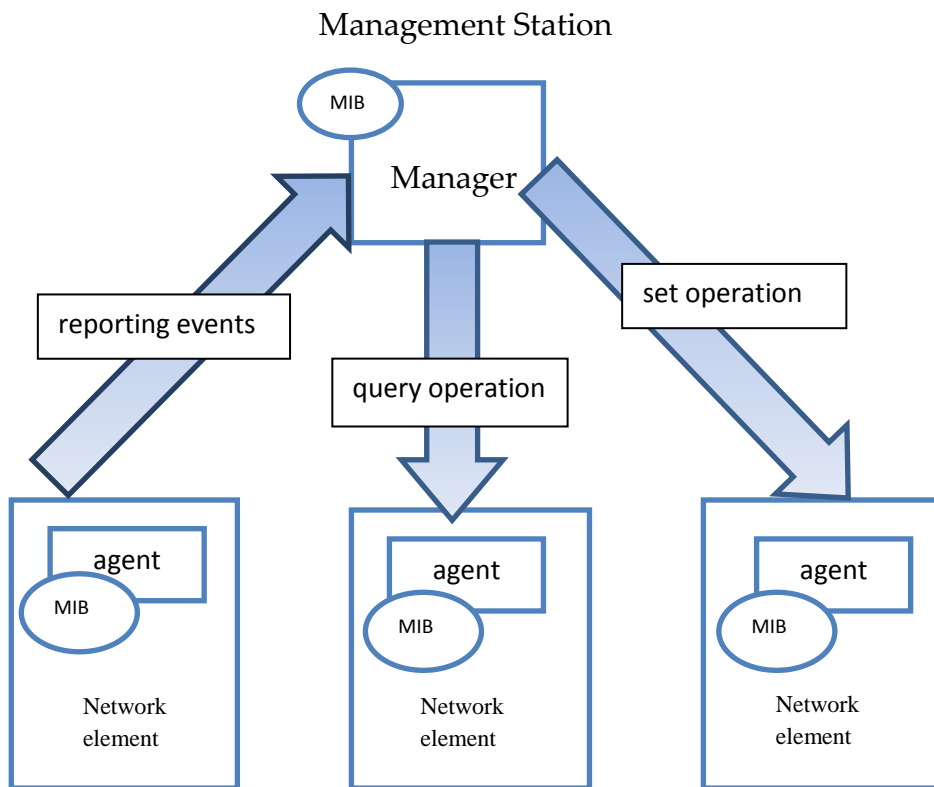 Management Station
MIB
Manager
set operation
reporting events
query operation
agent
MIB
Network
element
agent
MIB
Network
element
agent
MIB
Network
element